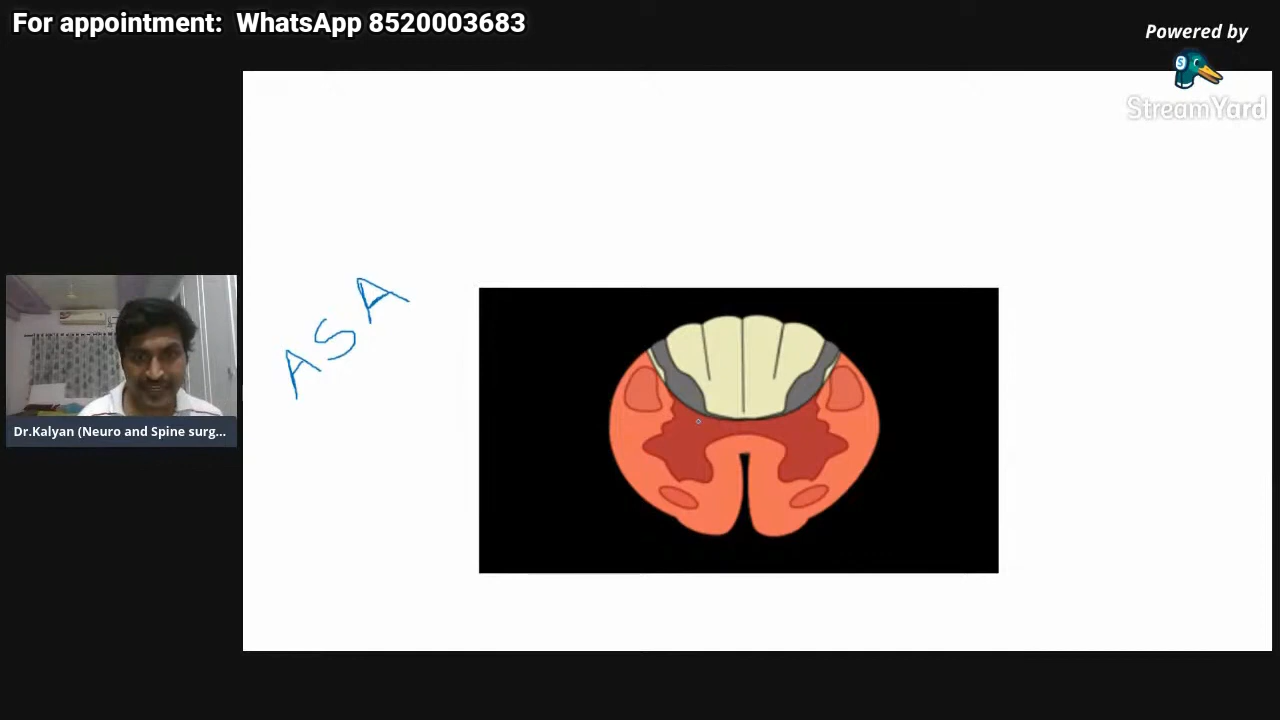 For appointment: WhatsApp 8520003683
Powered by
StreamYard
ASA
Dr.Kalyan (Neuro and Spine surg...